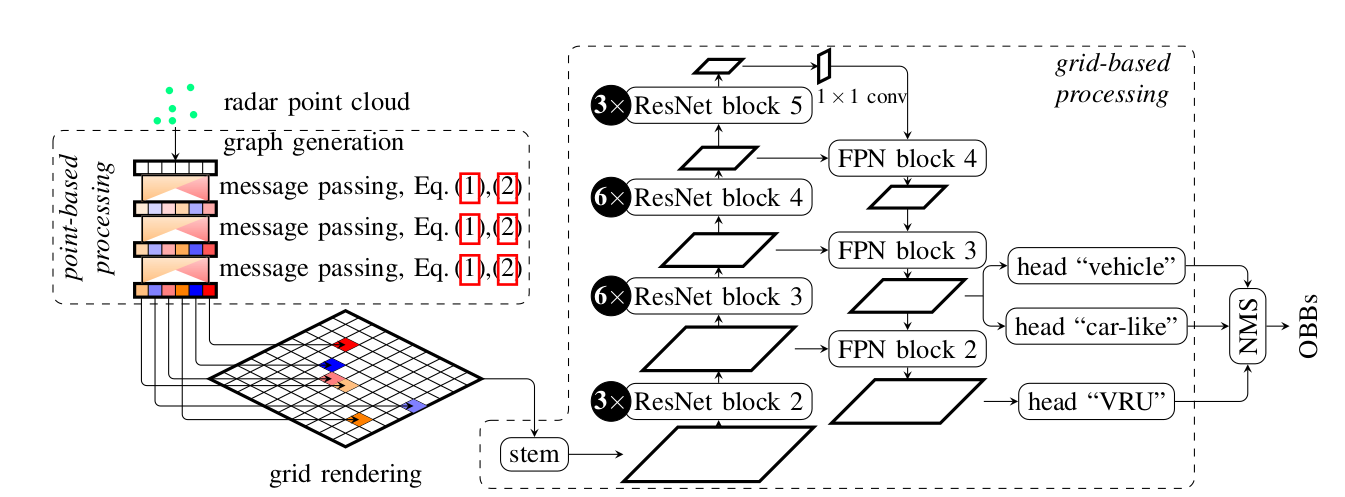 radar point cloud
graph generation
point-based
processing
message passing, Eq. (1),(2)
message passing, Eq. (1),(2)
message passing, Eq. (1),(2)
grid rendering
stem
grid-based
processing
3× ResNet block 5
6× ResNet block 4
6× ResNet block 3
3× ResNet block 2
1 × 1 conv
FPN block 4
FPN block 3
FPN block 2
head “vehicle”
head “car-like”
head “VRU”
NMS
OBBs